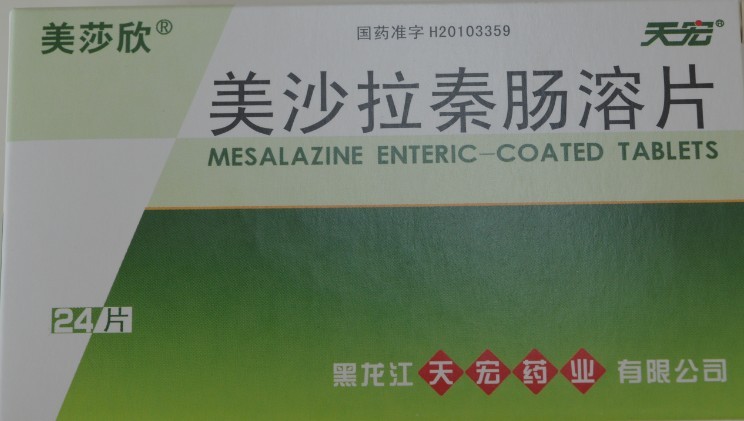 美莎欣®
国药准字 H20103359
天宏®
美沙拉秦肠溶片
MESALAZINE ENTERIC-COATED TABLETS
24片
黑龙江天宏药业有限公司